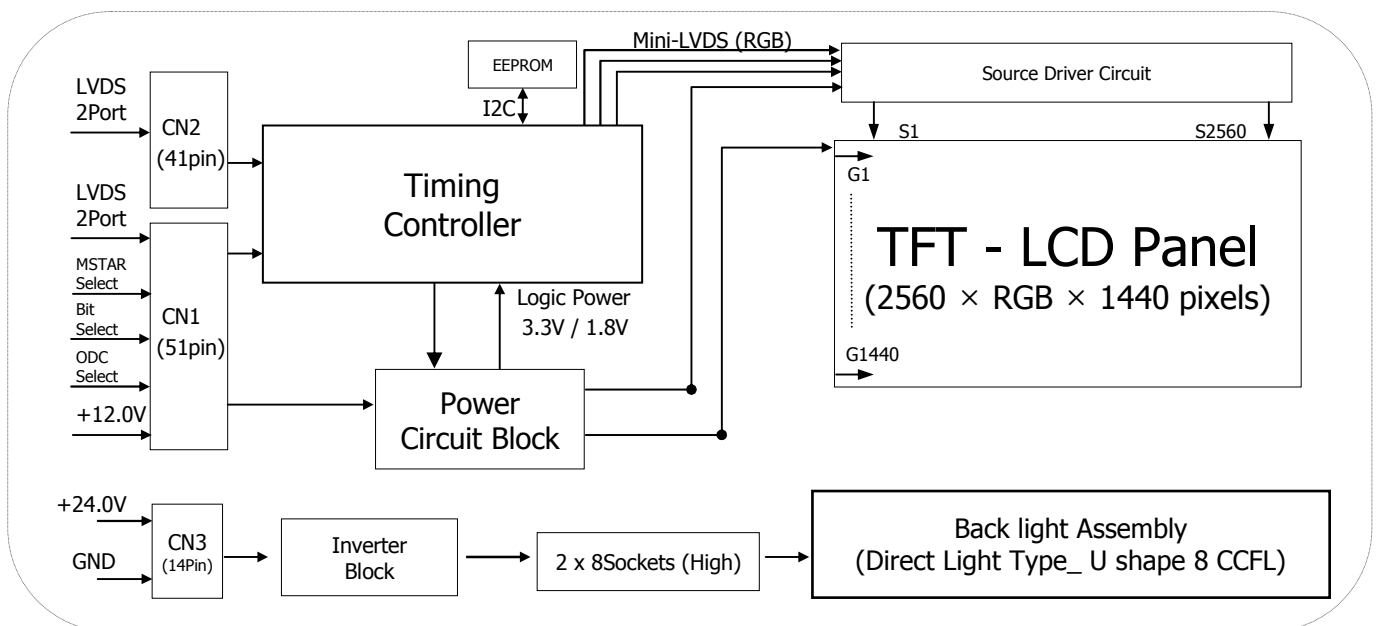 Mini-LVDS (RGB)
EEPROM
I2C
Source Driver Circuit
S1
S2560
LVDS
2Port
CN2
(41pin)
LVDS
2Port
MSTAR
Select
Bit
Select
ODC
Select
+12.0V
CN1
(51pin)
Timing
Controller
Logic Power
3.3V / 1.8V
Power
Circuit Block
G1
TFT - LCD Panel
(2560 × RGB × 1440 pixels)
G1440
+24.0V
GND
CN3
(14Pin)
Inverter
Block
2 x 8Sockets (High)
Back light Assembly
(Direct Light Type_ U shape 8 CCFL)